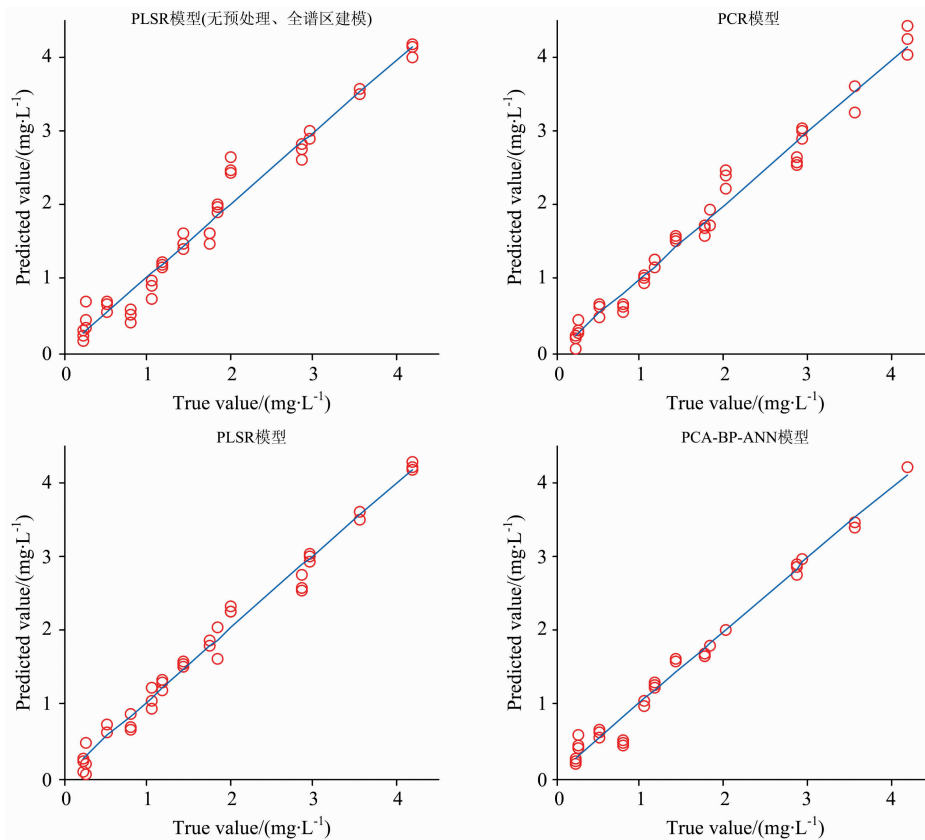 PLSR模型(无预处理、全谱区建模)
Predicted value/(mg·L⁻¹)
4
3
2
1
0
0 1 2 3 4
True value/(mg·L⁻¹)
PCR模型
Predicted value/(mg·L⁻¹)
4
3
2
1
0
0 1 2 3 4
True value/(mg·L⁻¹)
PLSR模型
Predicted value/(mg·L⁻¹)
4
3
2
1
0
0 1 2 3 4
True value/(mg·L⁻¹)
PCA-BP-ANN模型
Predicted value/(mg·L⁻¹)
4
3
2
1
0
0 1 2 3 4
True value/(mg·L⁻¹)